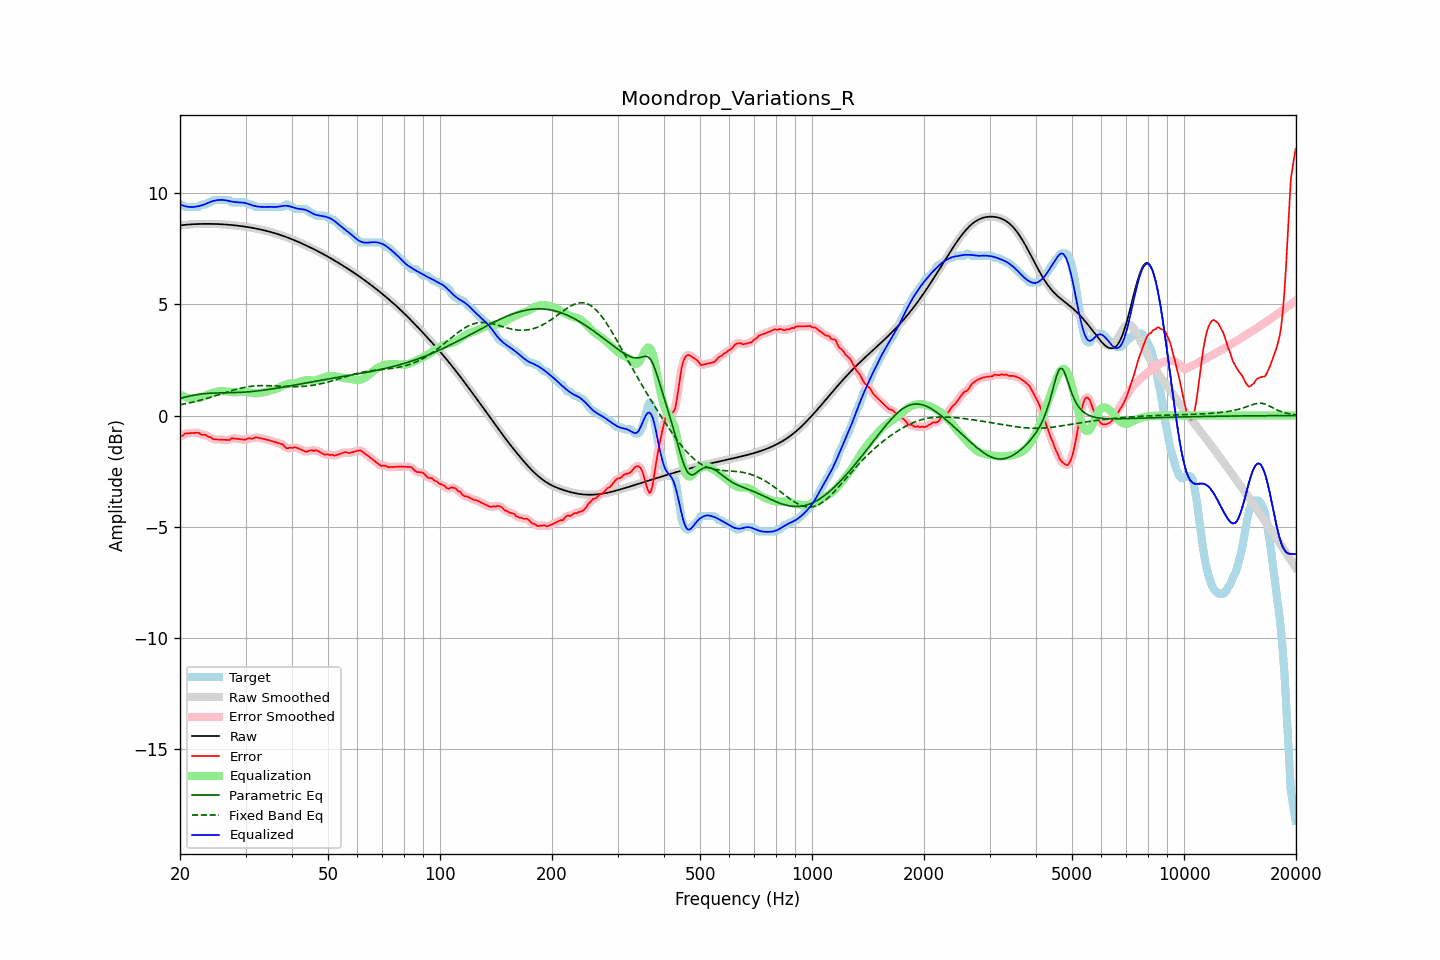 Moondrop_Variations_R
Amplitude (dBr)
10
5
0
−5
−10
−15
Target
Raw Smoothed
Error Smoothed
Raw
Error
Equalization
Parametric Eq
Fixed Band Eq
Equalized
20 50 100 200 500 1000 2000 5000 10000 20000
Frequency (Hz)